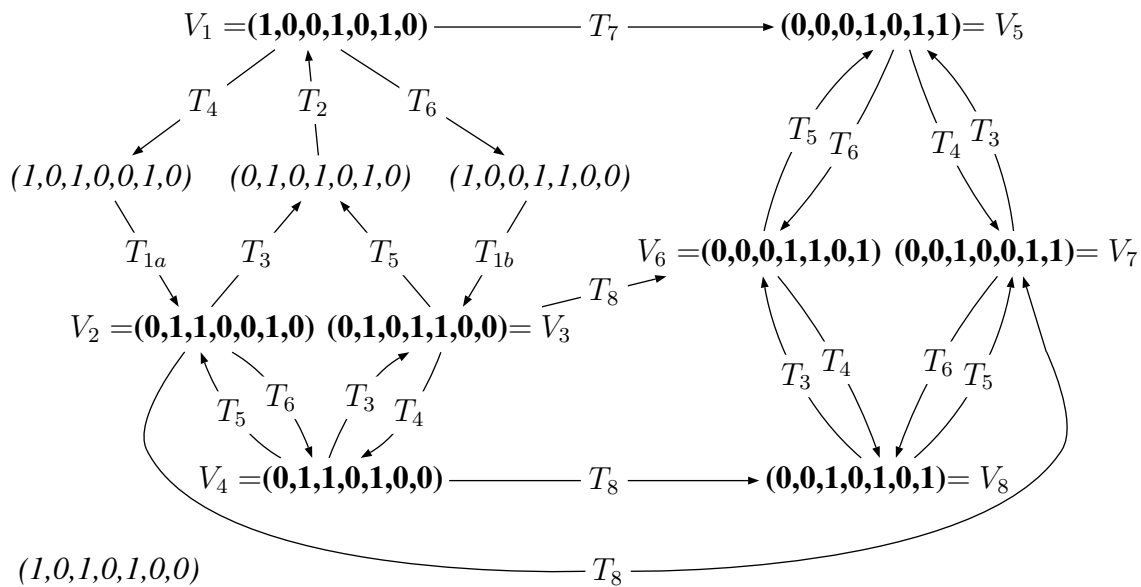 V₁ =(1,0,0,1,0,1,0) T₇ (0,0,0,1,0,1,1)= V₅
T₄ T₂ T₆
T₅ T₆ T₄ T₃
(1,0,1,0,0,1,0) (0,1,0,1,0,1,0) (1,0,0,1,1,0,0)
T₁ₐ T₃ T₅ T₁b
V₆ =(0,0,0,1,1,0,1) (0,0,1,0,0,1,1)= V₇
T₈
V₂ =(0,1,1,0,0,1,0) (0,1,0,1,1,0,0)= V₃
T₃ T₄ T₆ T₅
T₅ T₆ T₃ T₄
V₄ =(0,1,1,0,1,0,0) T₈ (0,0,1,0,1,0,1)= V₈
(1,0,1,0,1,0,0) T₈